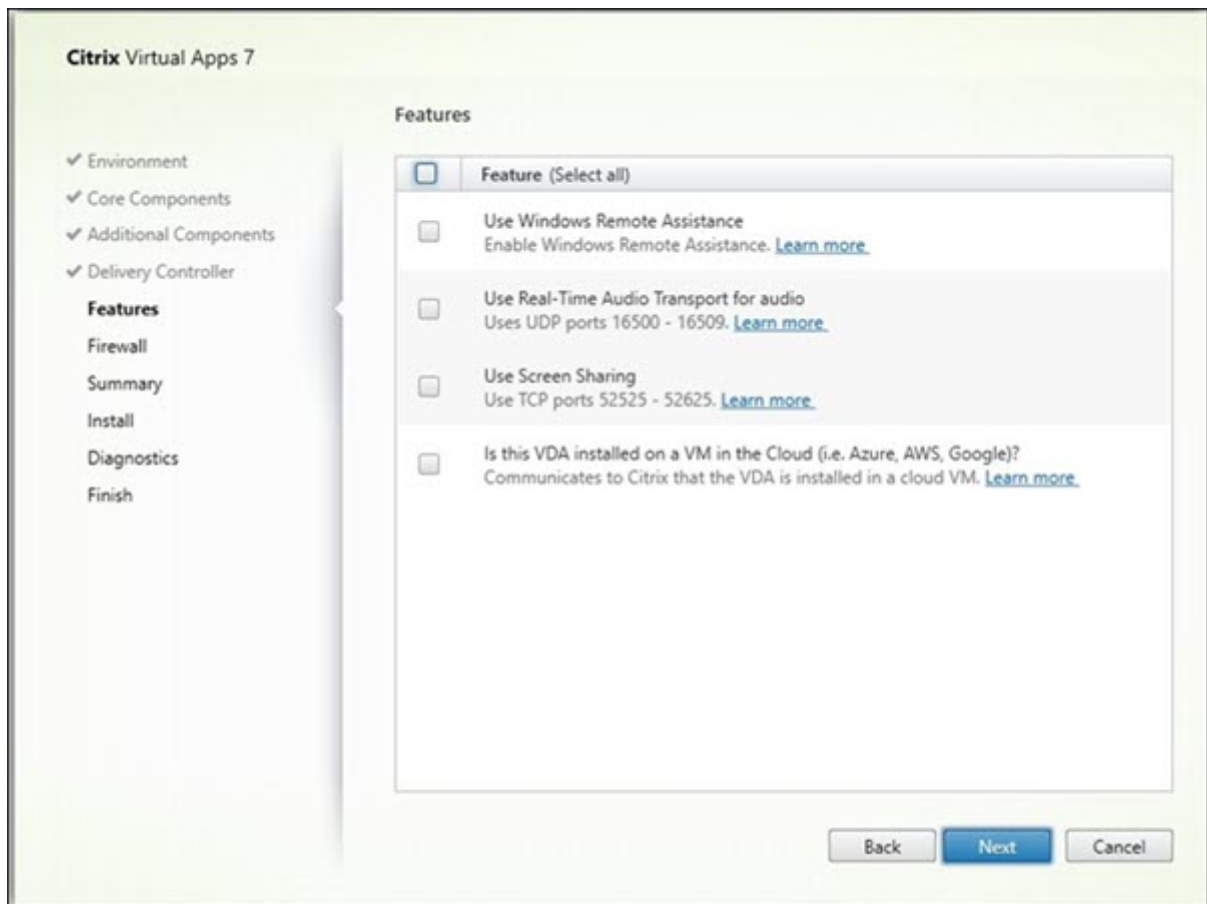 Citrix Virtual Apps 7
Features
Environment
Core Components
Additional Components
Delivery Controller
Features
Firewall
Summary
Install
Diagnostics
Finish
Feature (Select all)
Use Windows Remote Assistance
Enable Windows Remote Assistance. Learn more
Use Real-Time Audio Transport for audio
Uses UDP ports 16500 - 16509. Learn more
Use Screen Sharing
Use TCP ports 52525 - 52625. Learn more
Is this VDA installed on a VM in the Cloud (i.e. Azure, AWS, Google)?
Communicates to Citrix that the VDA is installed in a cloud VM. Learn more
Back
Next
Cancel